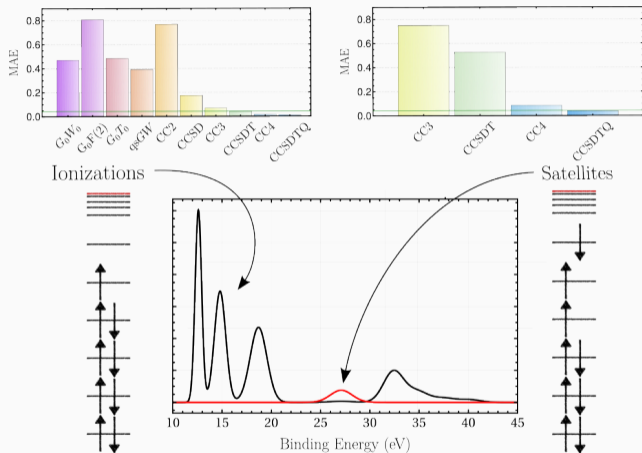 MAE
0.8
0.6
0.4
0.2
0.0
G₀W₀
G₀F(2)
G₀T₀
qsGW
CC2
CCSD
CC3
CCSDT
CC4
CCSDTQ
MAE
0.8
0.6
0.4
0.2
0.0
CC3
CCSDT
CC4
CCSDTQ
Ionizations
Satellites
10 15 20 25 30 35 40 45
Binding Energy (eV)